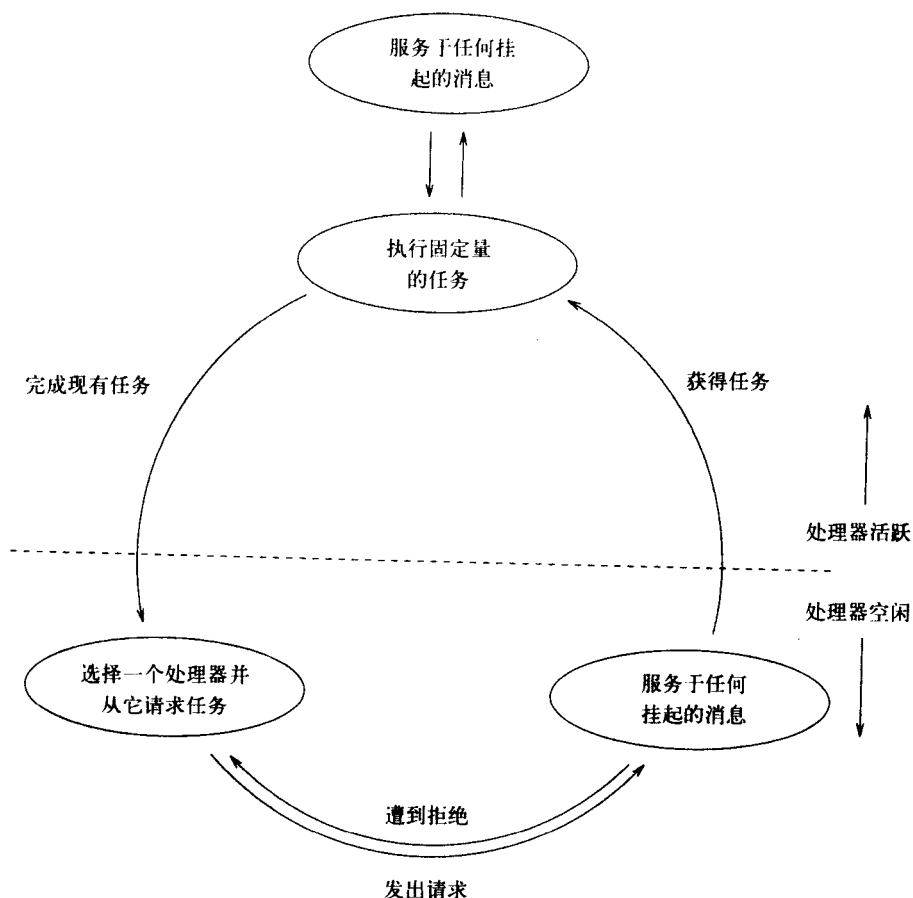 服务于任何挂
起的消息
执行固定量
的任务
完成现有任务
获得任务
处理器活跃
处理器空闲
选择一个处理器并
从它请求任务
服务于任何
挂起的消息
遭到拒绝
发出请求